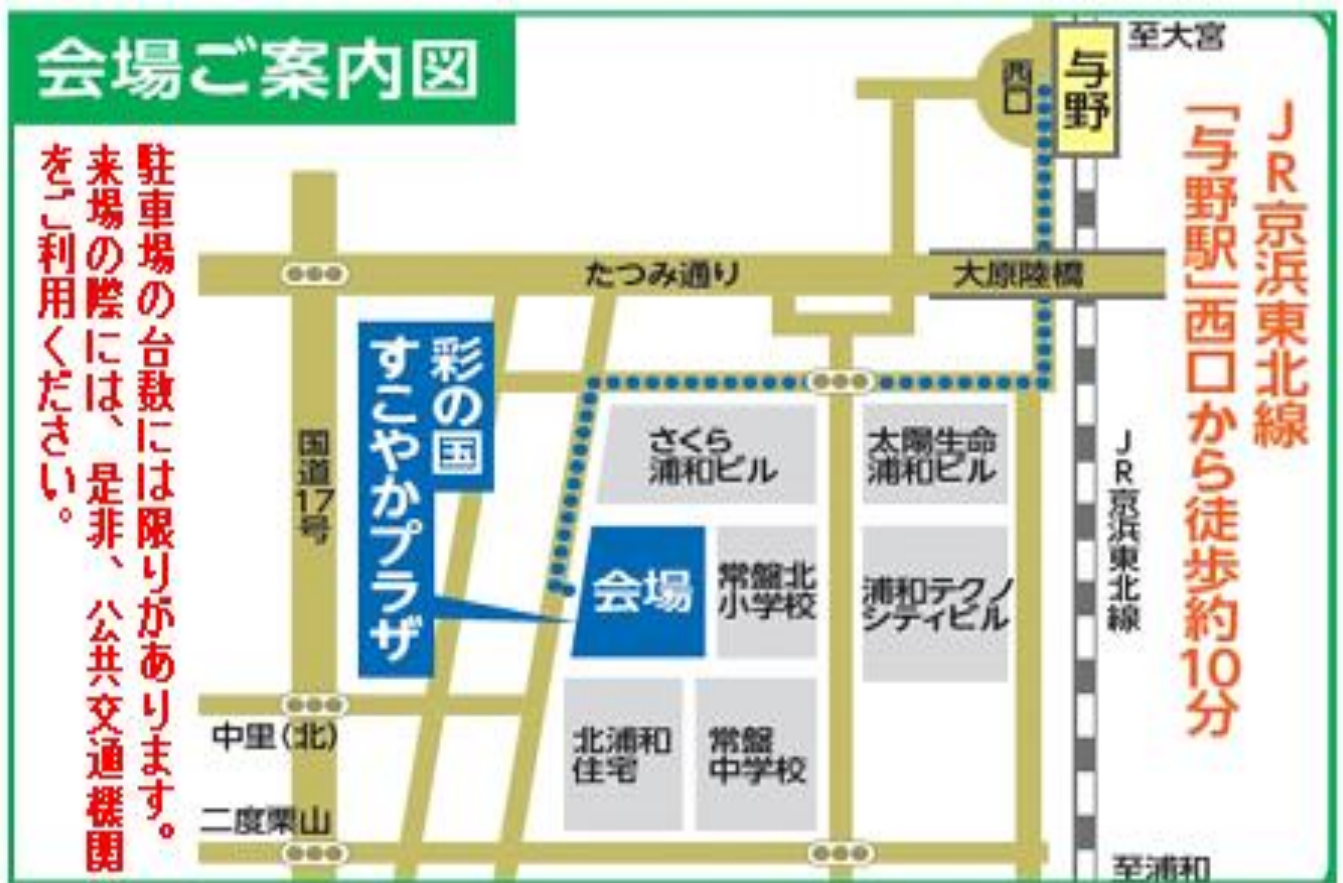 会場ご案内図
駐車場の台数には限りがあります。
来場の際には、是非、公共交通機関
をご利用ください。
至大宮
与野
西口
JR京浜東北線
「与野駅」西口から徒歩約10分
たつみ通り
大原陸橋
彩の国
すこやかプラザ
国道17号
さくら
浦和ビル
太陽生命
浦和ビル
JR京浜東北線
会場
常盤北
小学校
浦和テクノ
シティビル
中里(北)
北浦和
住宅
常盤
中学校
二度栗山
至浦和